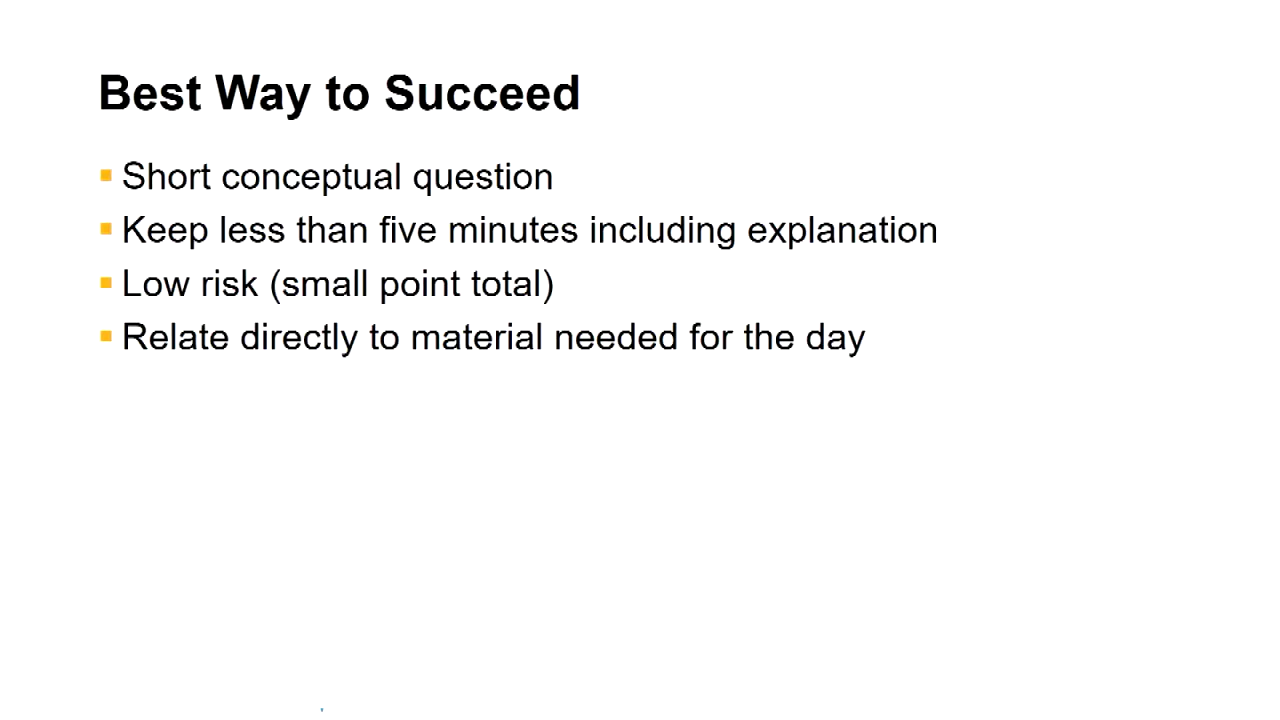 Best Way to Succeed
Short conceptual question
Keep less than five minutes including explanation
Low risk (small point total)
Relate directly to material needed for the day